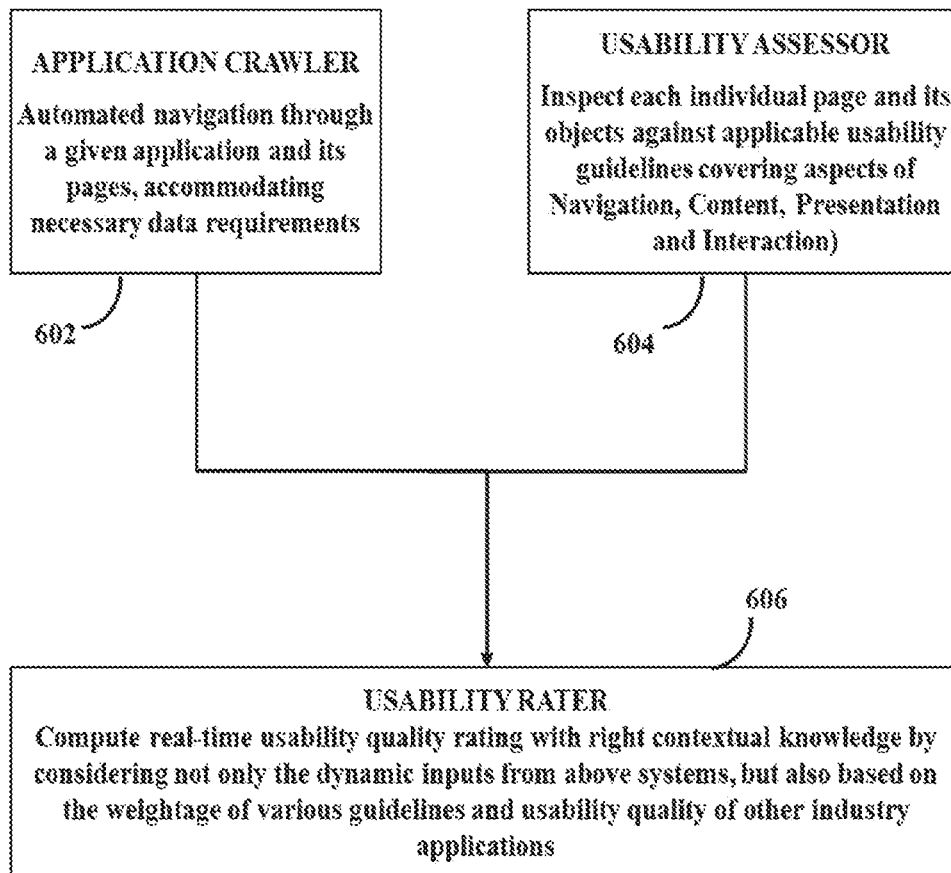 APPLICATION CRAWLER
Automated navigation through
a given application and its
pages, accommodating
necessary data requirements
602
USABILITY ASSESSOR
Inspect each individual page and its
objects against applicable usability
guidelines covering aspects of
Navigation, Content, Presentation
and Interaction)
604
606
USABILITY RATER
Compute real-time usability quality rating with right contextual knowledge by
considering not only the dynamic inputs from above systems, but also based on
the weightage of various guidelines and usability quality of other industry
applications